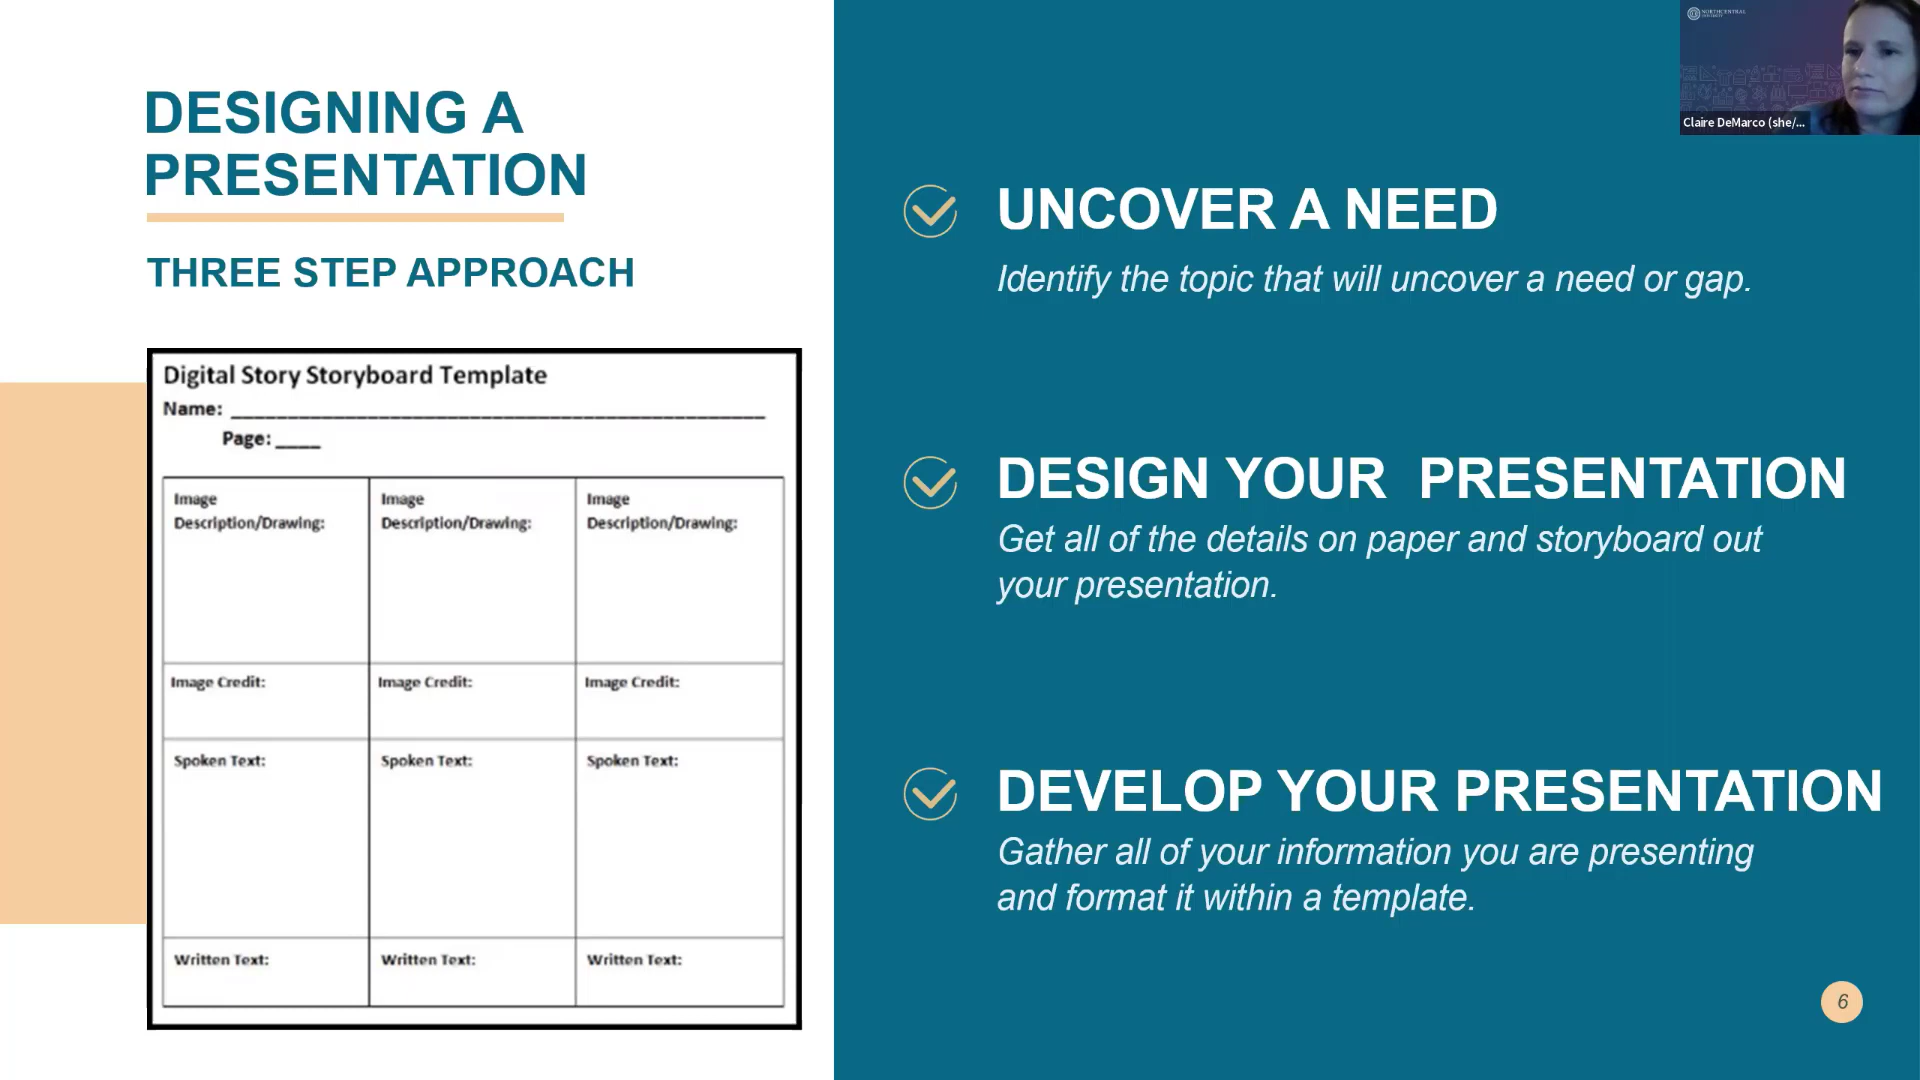 DESIGNING A
PRESENTATION
THREE STEP APPROACH
Digital Story Storyboard Template
Name: ________________________________________________
Page: ____
Image Description/Drawing:
Image Description/Drawing:
Image Description/Drawing:
Image Credit:
Image Credit:
Image Credit:
Spoken Text:
Spoken Text:
Spoken Text:
Written Text:
Written Text:
Written Text:
UNCOVER A NEED
Identify the topic that will uncover a need or gap.
DESIGN YOUR PRESENTATION
Get all of the details on paper and storyboard out
your presentation.
DEVELOP YOUR PRESENTATION
Gather all of your information you are presenting
and format it within a template.
6
NORTHCENTRAL
UNIVERSITY
Claire DeMarco (she/...